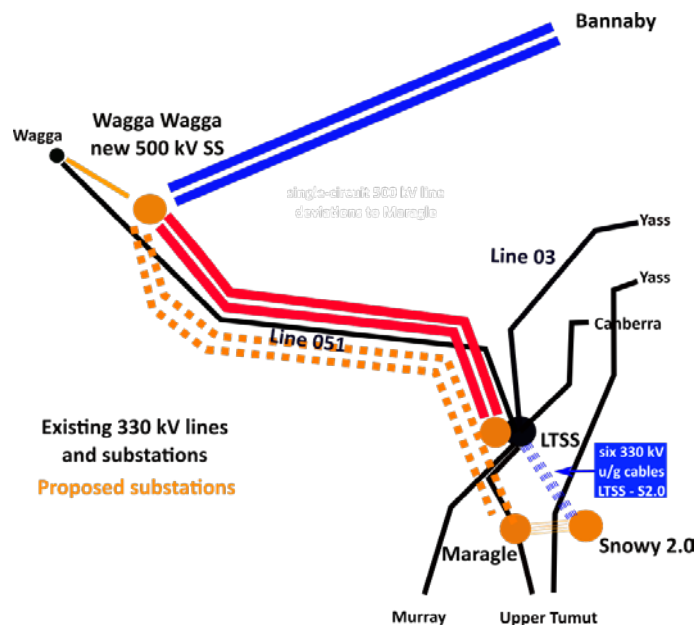 Bannaby
Wagga Wagga
new 500 kV SS
Wagga
single-circuit 500 kV line
deviations to Maragle
Yass
Line 03
Yass
Canberra
Line 051
Existing 330 kV lines
and substations
Proposed substations
LTSS
six 330 kV
u/g cables
LTSS - S2.0
Maragle
Snowy 2.0
Murray
Upper Tumut